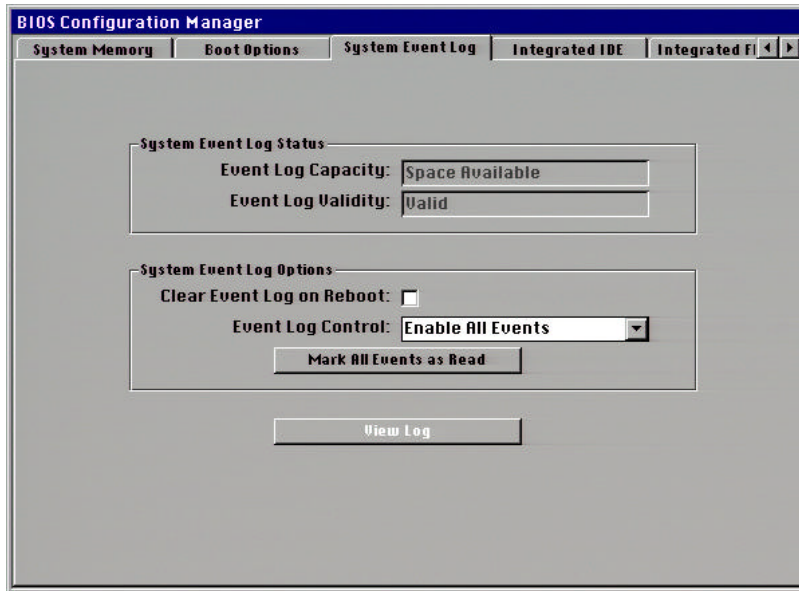 BIOS Configuration Manager
System Memory Boot Options System Event Log Integrated IDE Integrated Fl
System Event Log Status
Event Log Capacity: Space Available
Event Log Validity: Valid
System Event Log Options
Clear Event Log on Reboot:
Event Log Control: Enable All Events
Mark All Events as Read
View Log